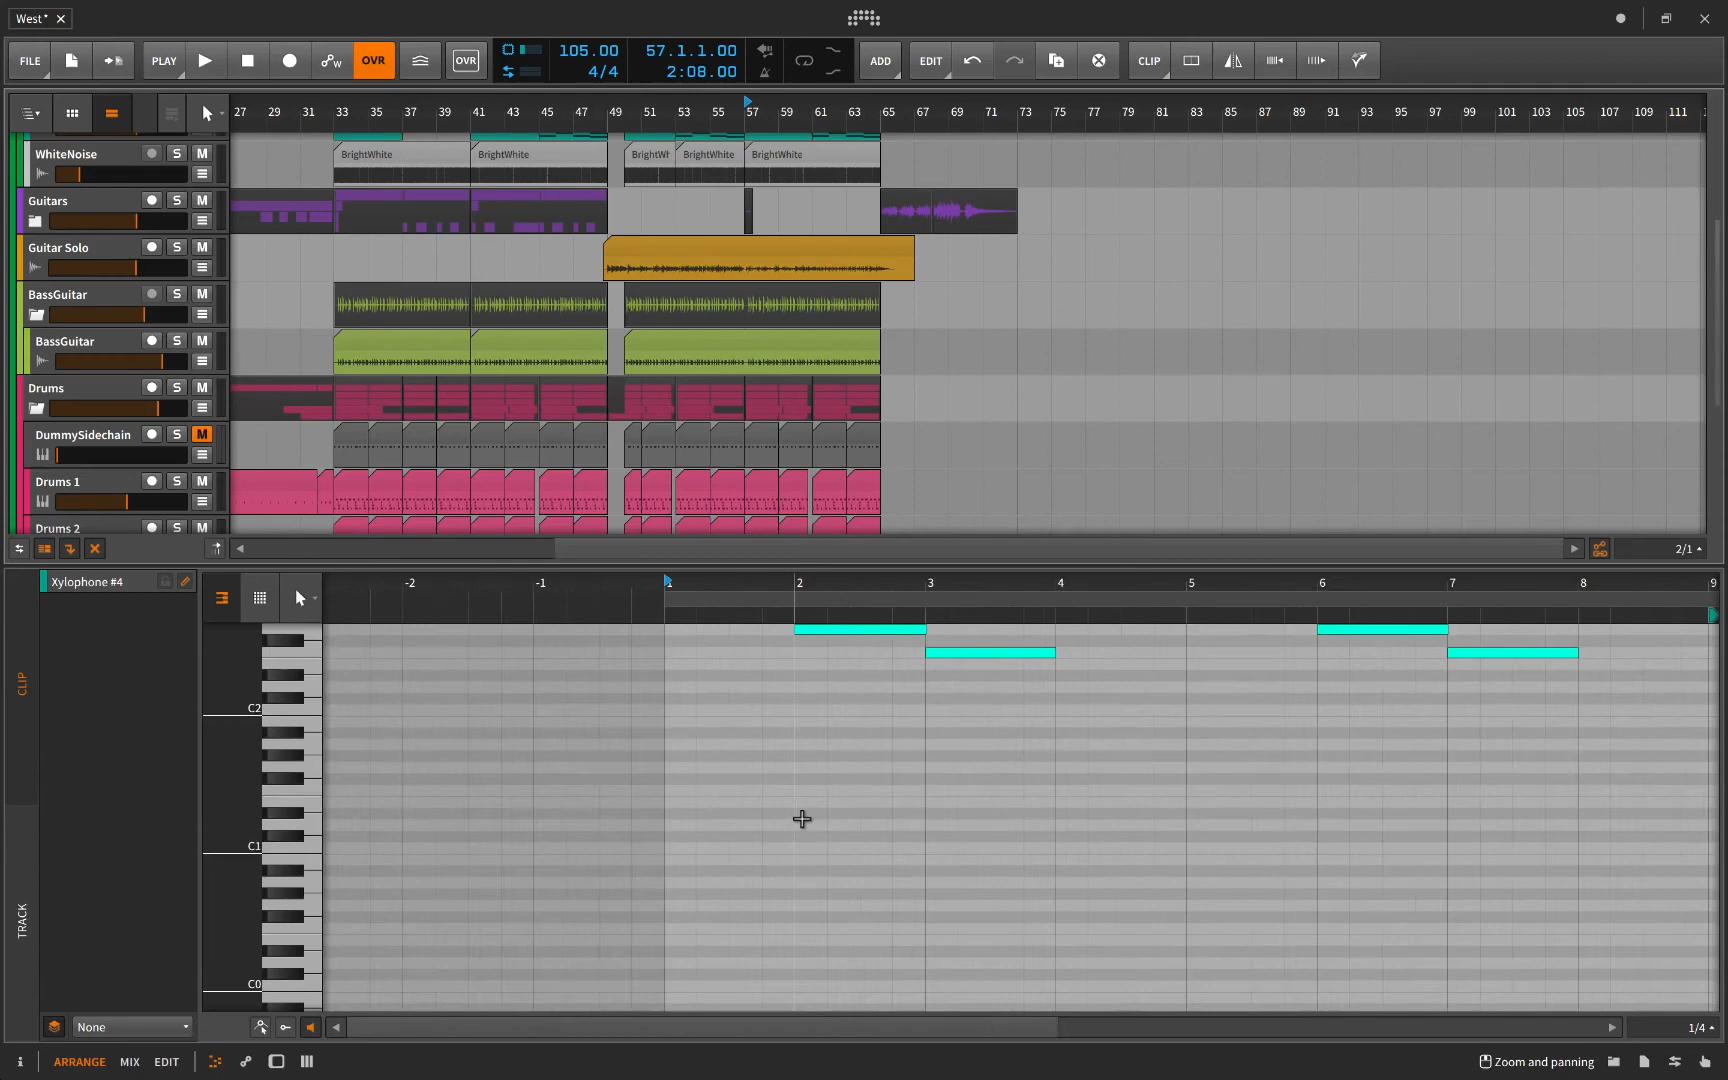 West*
FILE
PLAY
OVR
OVR
105.00
4/4
57.1.1.00
2:08.00
ADD
EDIT
CLIP
27 29 31 33 35 37 39 41 43 45 47 49 51 53 55 57 59 61 63 65 67 69 71 73 75 77 79 81 83 85 87 89 91 93 95 97 99 101 103 105 107 109 111
WhiteNoise S M
BrightWhite BrightWhite BrightWh BrightWhite BrightWhite
Guitars S M
Guitar Solo S M
BassGuitar S M
BassGuitar S M
Drums S M
DummySidechain S M
Drums 1 S M
Drums 2 S M
2/1
Xylophone #4
-2 -1 1 2 3 4 5 6 7 8 9
CLIP
TRACK
C2
C1
C0
None
1/4
i ARRANGE MIX EDIT
Zoom and panning